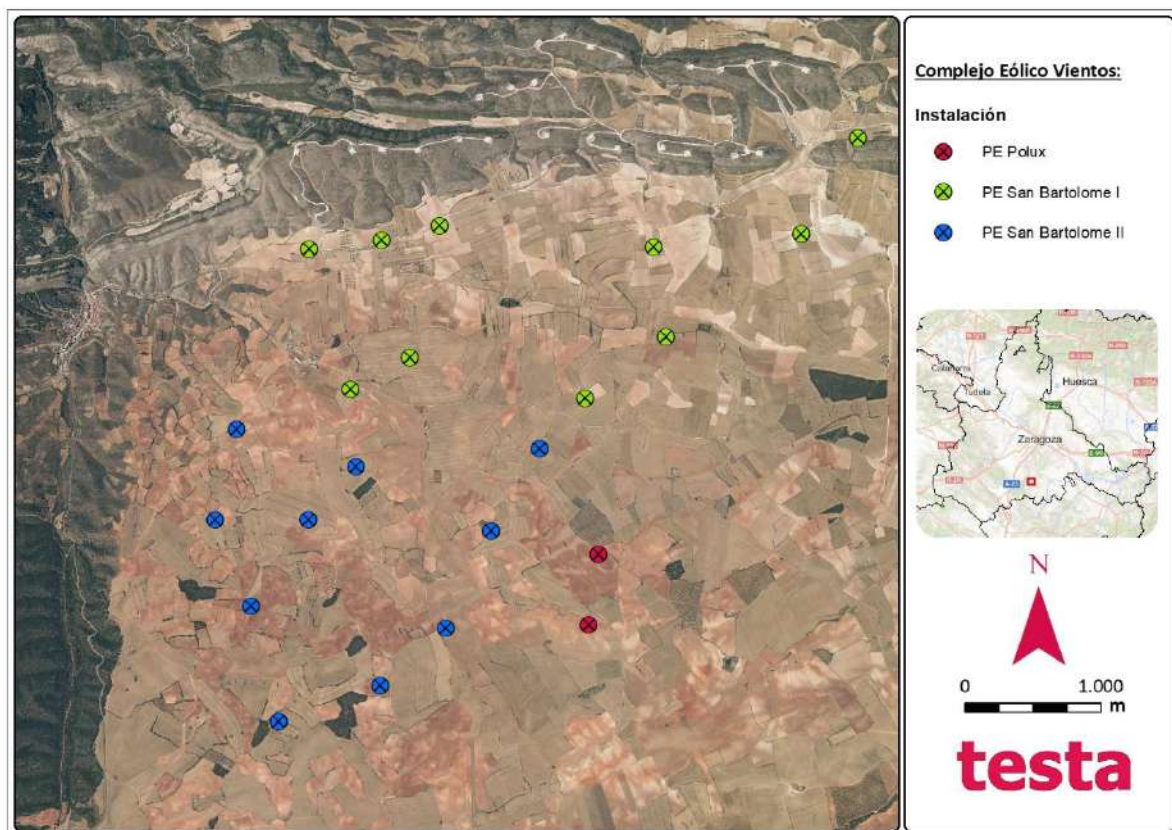 Complejo Eólico Vientos:
Instalación
PE Polux
PE San Bartolome I
PE San Bartolome II
Calahorra
Tudela
Huesca
Zaragoza
N
0 1.000
m
testa